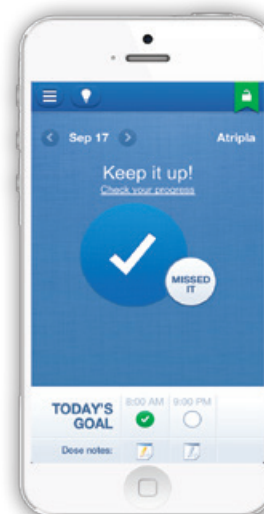 Sep 17 Atripla
Keep it up!
Check your progress
MISSED
IT
8:00 AM 9:00 PM
TODAY'S
GOAL
Dose notes: